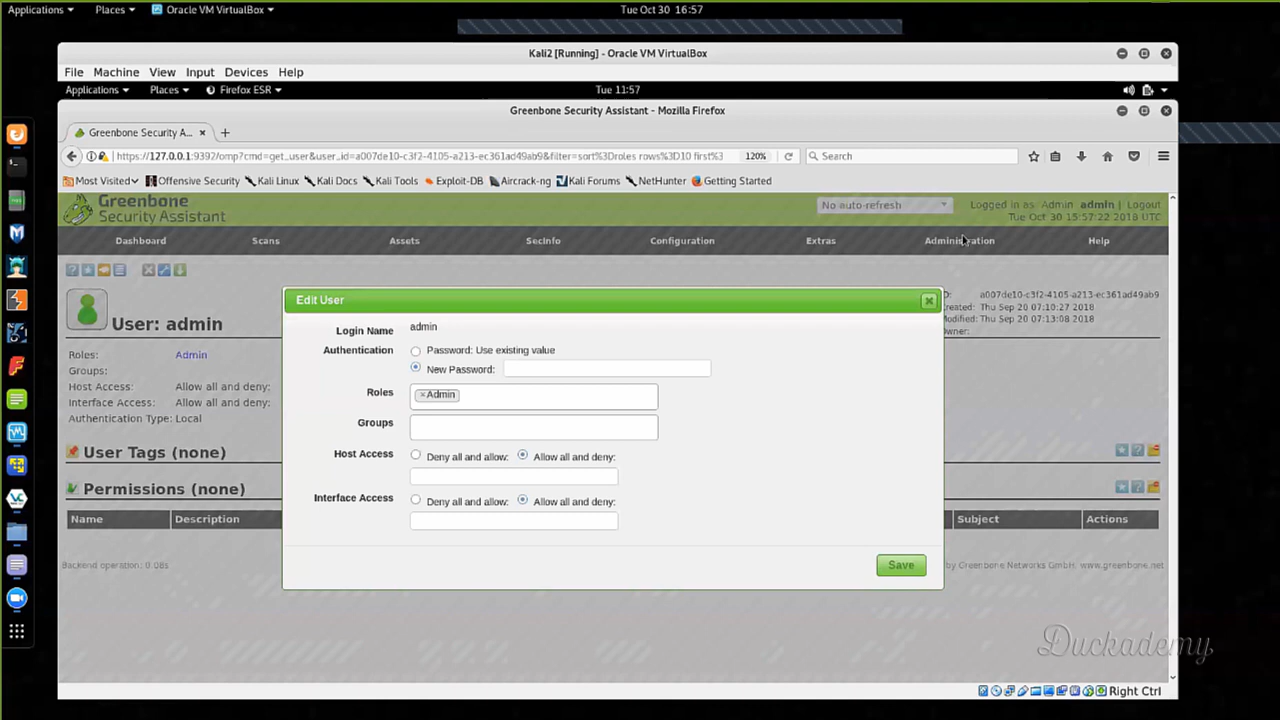 Applications Places Oracle VM VirtualBox Tue Oct 30 16:57
Kali2 [Running] - Oracle VM VirtualBox
File Machine View Input Devices Help
Applications Places Firefox ESR Tue 11:57
Greenbone Security Assistant - Mozilla Firefox
Greenbone Security A...
https://127.0.0.1:9392/omp?cmd=get_user&user_id=a007de10-c3f2-4105-a213-ec361ad49ab9&filter=sort%3Droles rows%3D10 first%3 120% Search
Most Visited Offensive Security Kali Linux Kali Docs Kali Tools Exploit-DB Aircrack-ng Kali Forums NetHunter Getting Started
Greenbone
Security Assistant
No auto-refresh Logged in as: Admin admin | Logout
Tue Oct 30 15:57:22 2018 UTC
Dashboard Scans Assets SecInfo Configuration Extras Administration Help
User: admin
ID: a007de10-c3f2-4105-a213-ec361ad49ab9
Created: Thu Sep 20 07:10:27 2018
Modified: Thu Sep 20 07:13:08 2018
Owner:
Roles: Admin
Groups:
Host Access: Allow all and deny:
Interface Access: Allow all and deny:
Authentication Type: Local
User Tags (none)
Permissions (none)
Name Description Subject Actions
Backend operation: 0.08s by Greenbone Networks GmbH, www.greenbone.net
Edit User
Login Name admin
Authentication Password: Use existing value
New Password:
Roles ×Admin
Groups
Host Access Deny all and allow: Allow all and deny:
Interface Access Deny all and allow: Allow all and deny:
Save
Duckademy
Right Ctrl